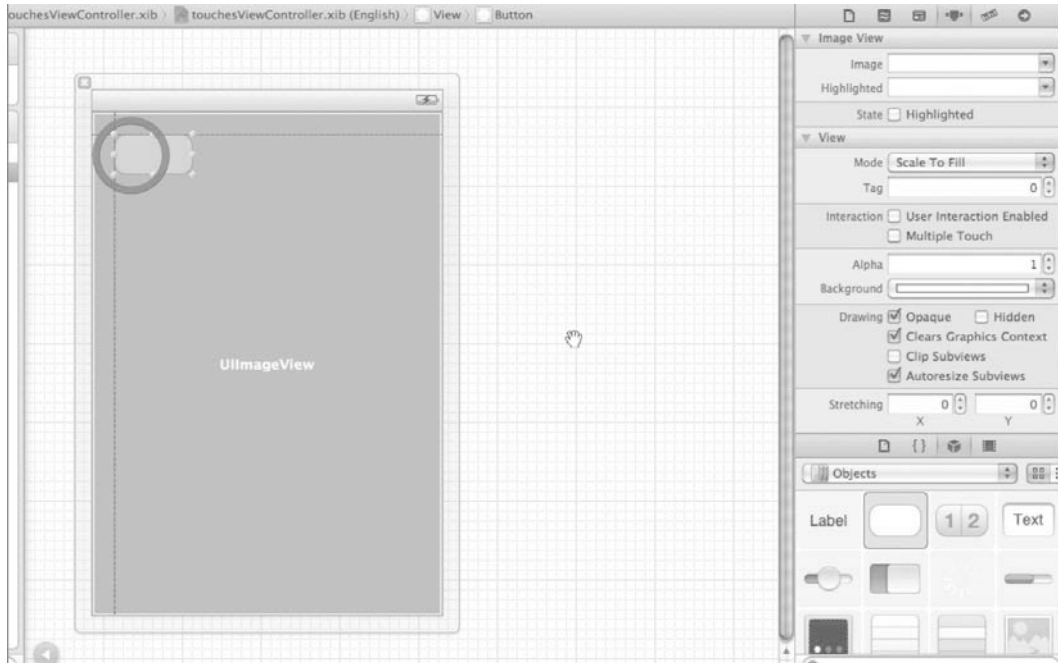 ouchesViewController.xib
touchesViewController.xib (English)
View
Button
UIImageView
Image View
Image
Highlighted
State Highlighted
View
Mode Scale To Fill
Tag 0
Interaction User Interaction Enabled
Multiple Touch
Alpha 1
Background
Drawing Opaque Hidden
Clears Graphics Context
Clip Subviews
Autoresize Subviews
Stretching 0 0
X Y
{}
Objects
Label 1 2 Text